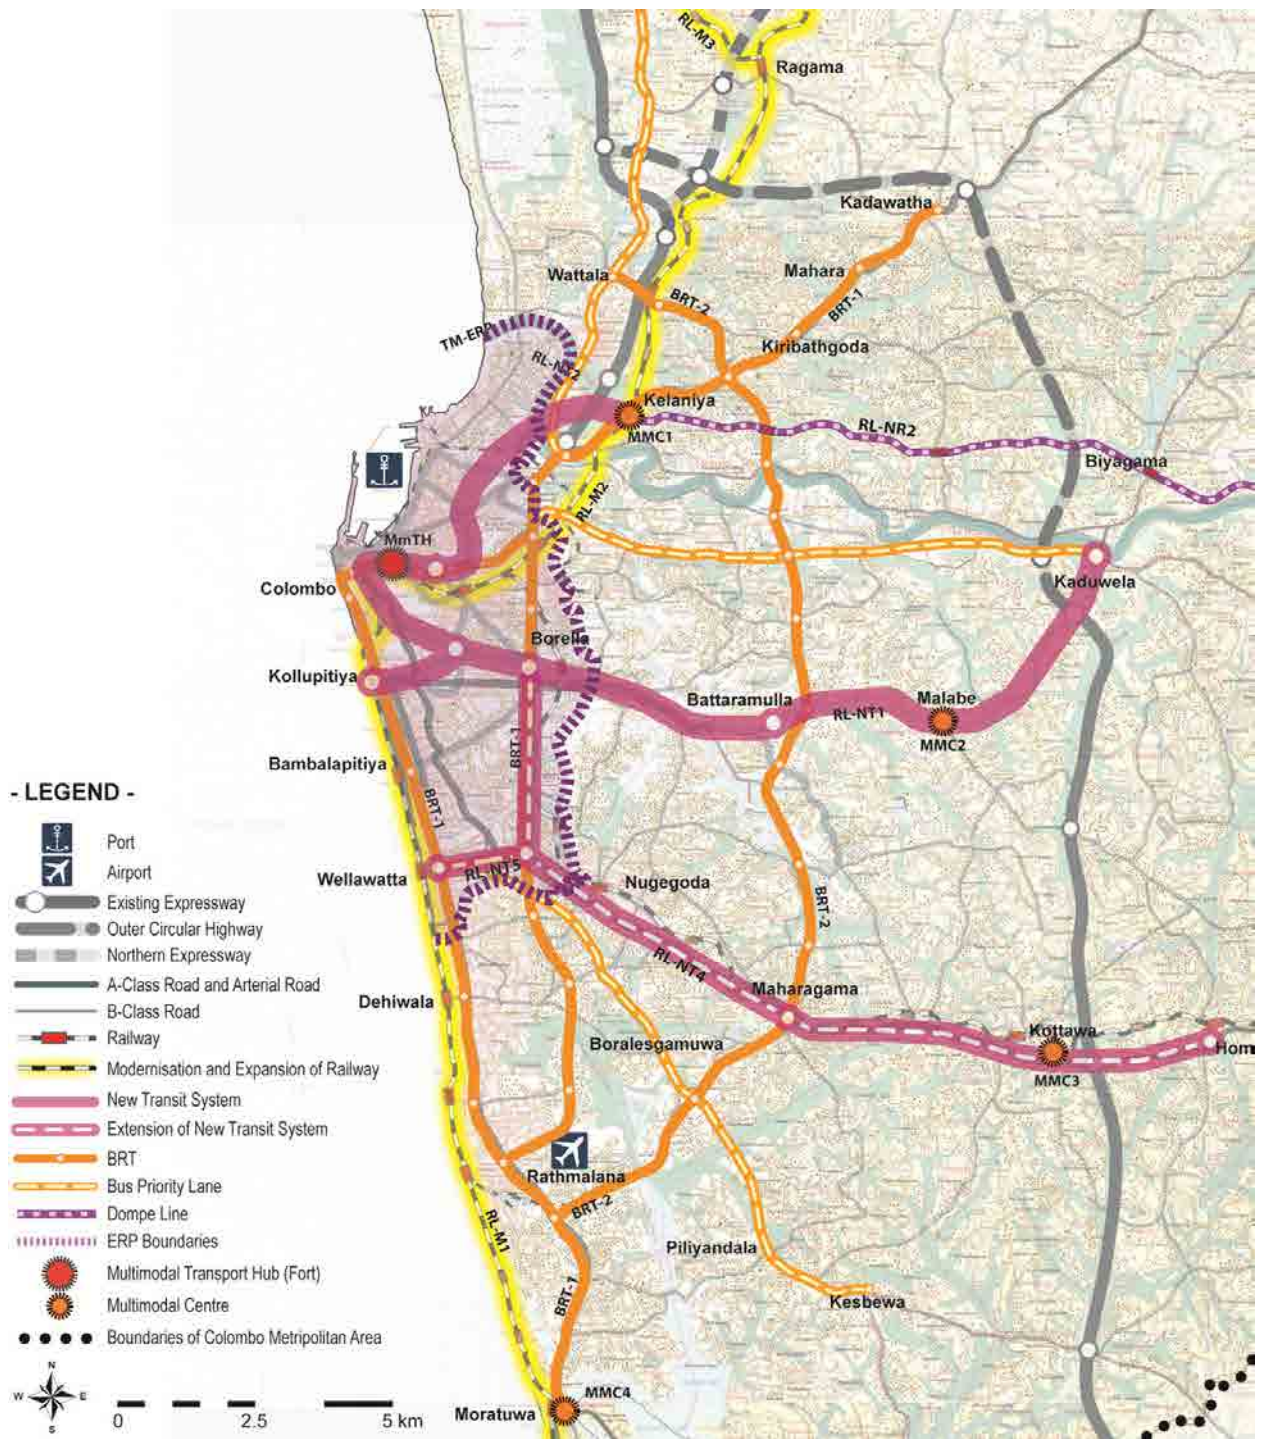 RL-M3
Ragama
Kadawatha
Mahara
Wattala
BRT-2
BRT-1
TM-ERP
Kiribathgoda
RL-NT2
Kelaniya
MMC1
RL-NR2
Biyagama
RL-M2
MmTH
Colombo
Kaduwela
Borella
Kollupitiya
Battaramulla
Malabe
RL-NT1
MMC2
BRT-1
Bambalapitiya
BRT-1
Wellawatta
RL-NT5
Nugegoda
BRT-2
RL-NT4
Maharagama
Dehiwala
Kottawa
Boralesgamuwa
Hom
MMC3
Rathmalana
BRT-2
RL-M1
Piliyandala
BRT-1
Kesbewa
MMC4
Moratuwa
- LEGEND -
Port
Airport
Existing Expressway
Outer Circular Highway
Northern Expressway
A-Class Road and Arterial Road
B-Class Road
Railway
Modernisation and Expansion of Railway
New Transit System
Extension of New Transit System
BRT
Bus Priority Lane
Dompe Line
ERP Boundaries
Multimodal Transport Hub (Fort)
Multimodal Centre
Boundaries of Colombo Metropolitan Area
N
W E
S
0 2.5 5 km